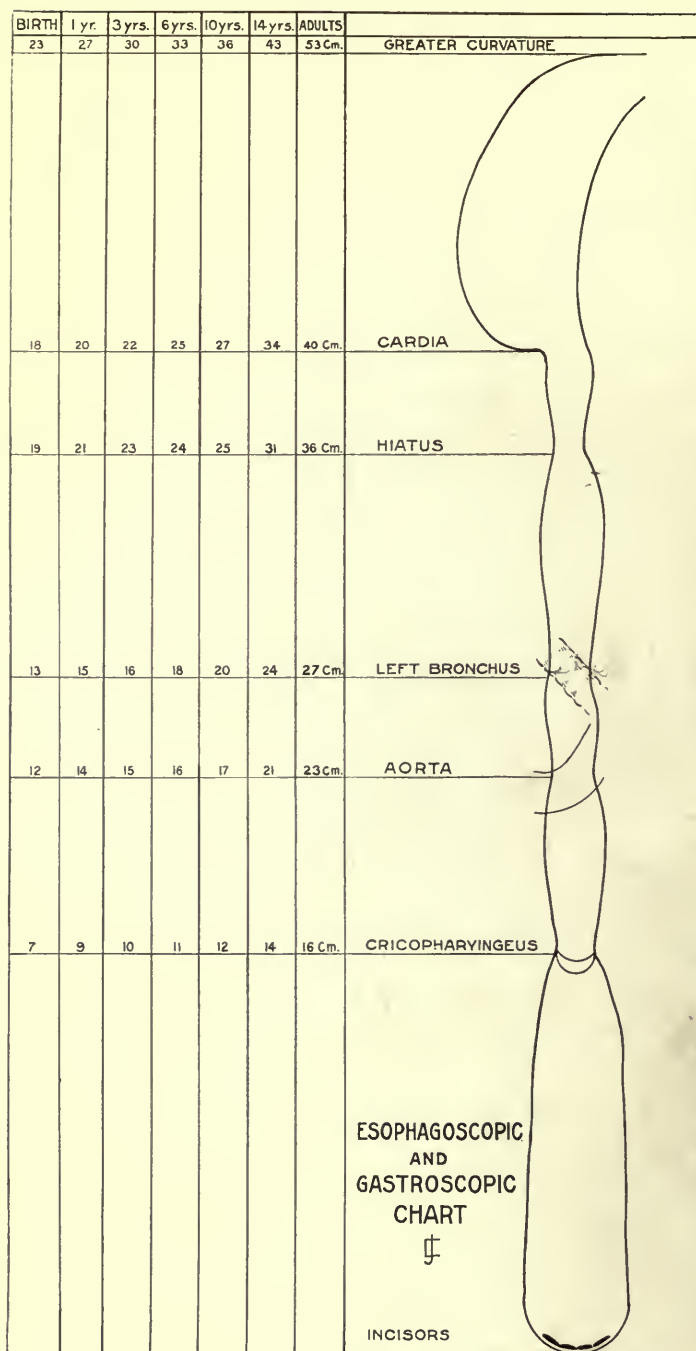 BIRTH 1 yr. 3 yrs. 6 yrs. 10 yrs. 14 yrs. ADULTS
23 27 30 33 36 43 53 Cm. GREATER CURVATURE
18 20 22 25 27 34 40 Cm. CARDIA
19 21 23 24 25 31 36 Cm. HIATUS
13 15 16 18 20 24 27 Cm. LEFT BRONCHUS
12 14 15 16 17 21 23 Cm. AORTA
7 9 10 11 12 14 16 Cm. CRICOPHARYINGEUS
ESOPHAGOSCOPIC
AND
GASTROSCOPIC
CHART
INCISORS